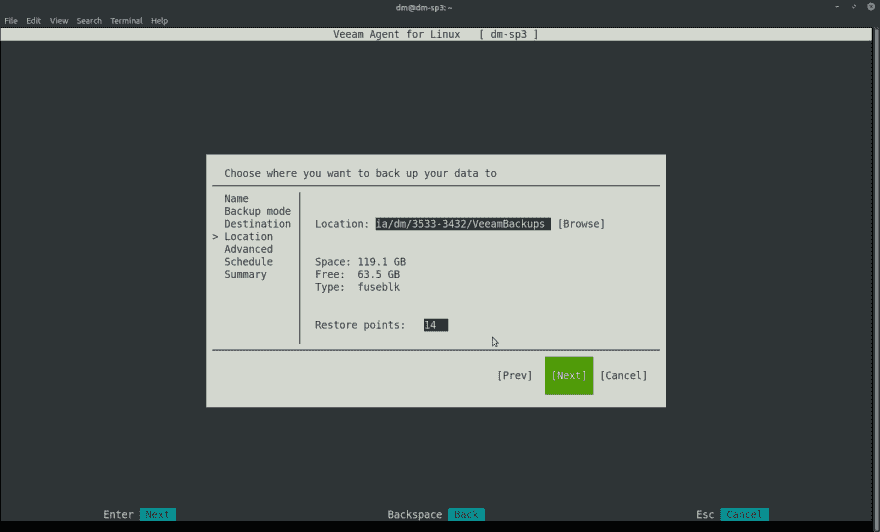 dm@dm-sp3: ~
File Edit View Search Terminal Help
Veeam Agent for Linux [ dm-sp3 ]
Choose where you want to back up your data to
Name
Backup mode
Destination
> Location
Advanced
Schedule
Summary
Location: ia/dm/3533-3432/VeeamBackups [Browse]
Space: 119.1 GB
Free: 63.5 GB
Type: fuseblk
Restore points: 14
[Prev] [Next] [Cancel]
Enter Next Backspace Back Esc Cancel